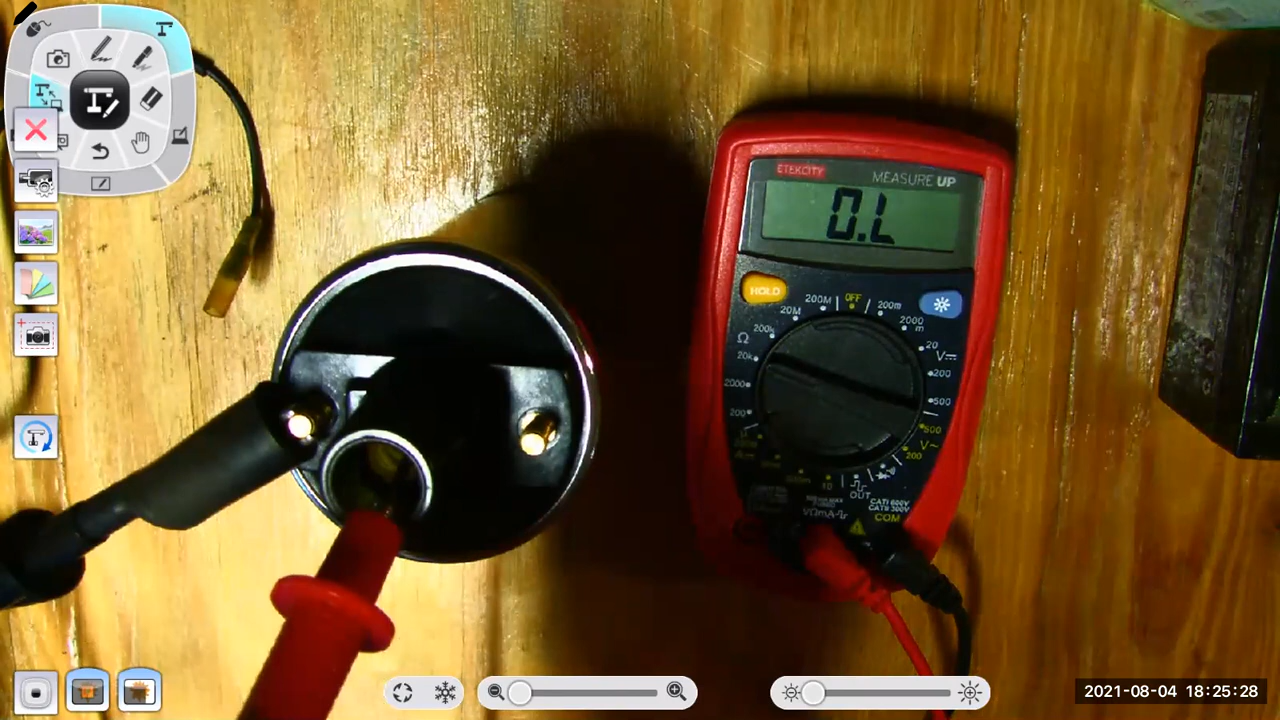 ETEKCITY
MEASURE UP
0.L
HOLD
200M
OFF
200m
20M
2000
m
200k
20
V
Ω
20k
200
2000
500
200
500
V~
200
10
OUT
CATII 600V
CATIII 300V
VΩmA
COM
2021-08-04 18:25:28